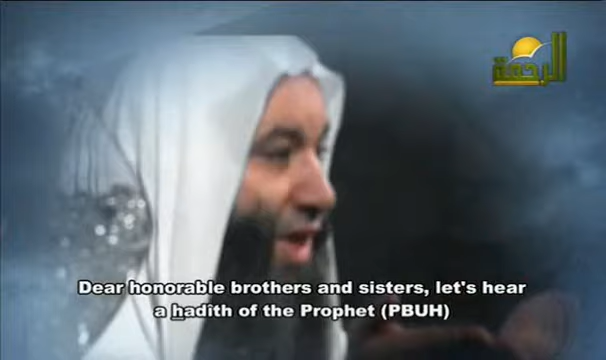 الرحمة
Dear honorable brothers and sisters, let's hear
a hadith of the Prophet (PBUH)